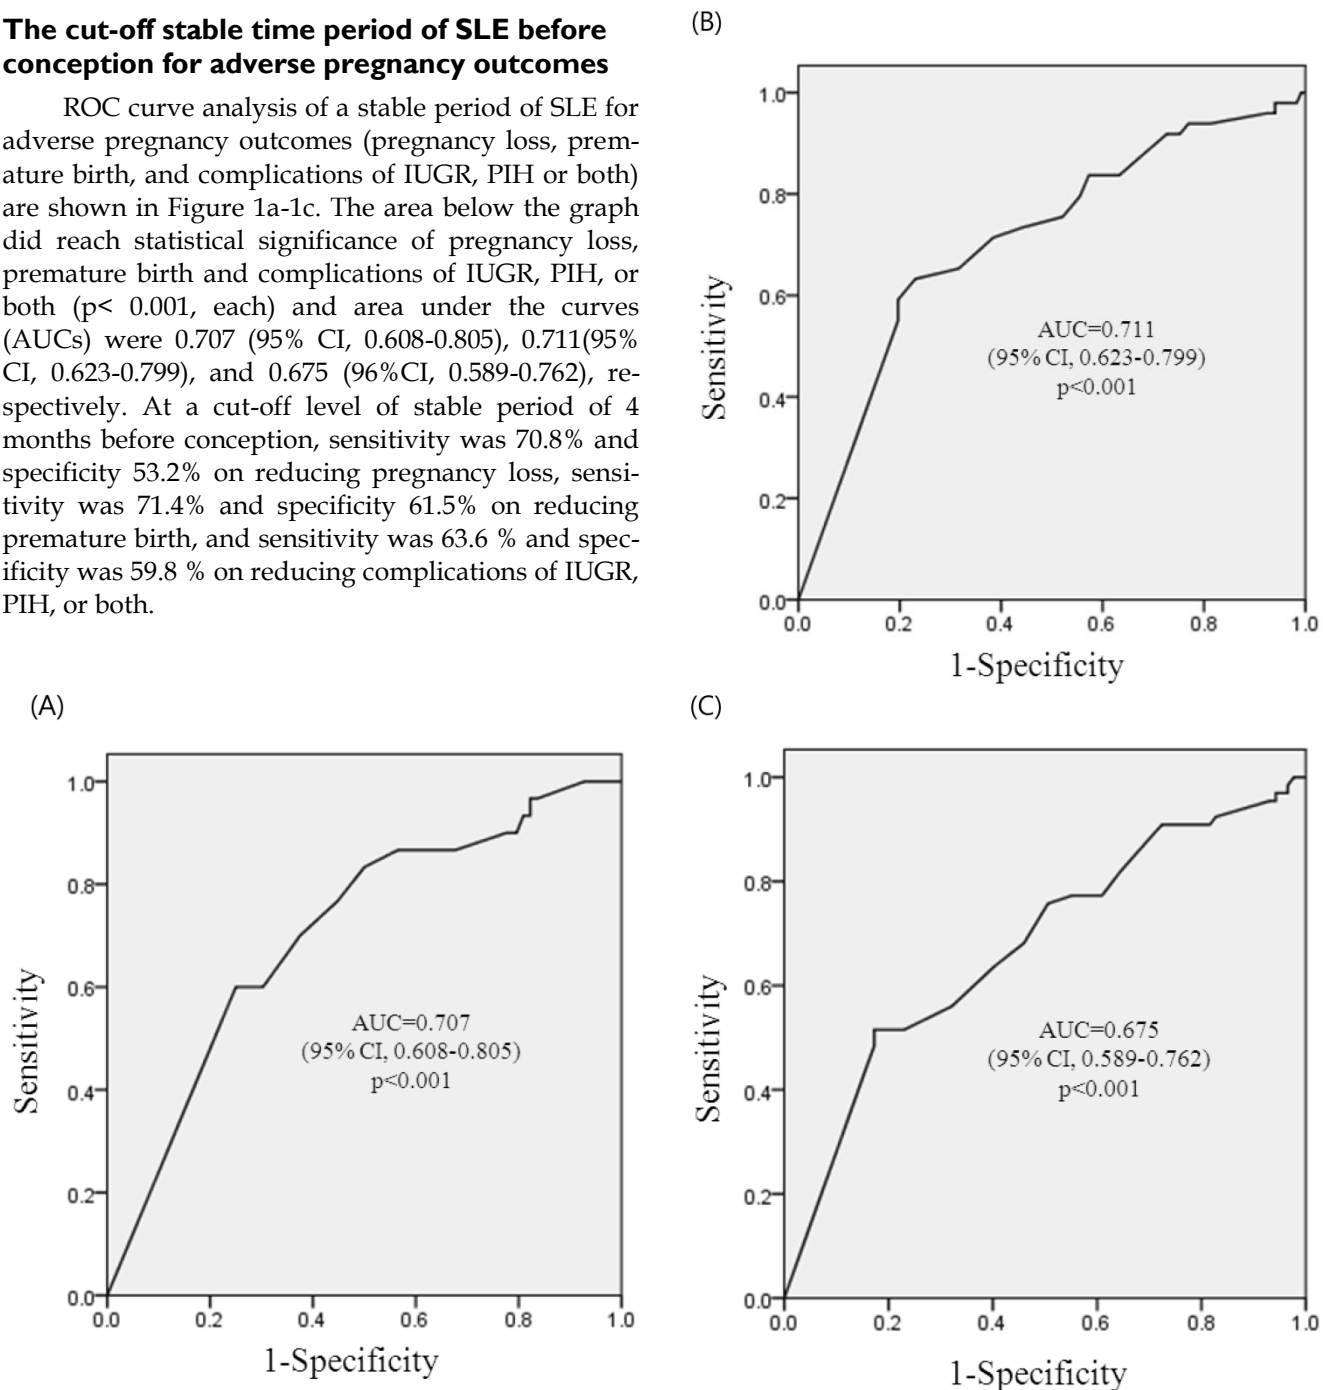 The cut-off stable time period of SLE before
conception for adverse pregnancy outcomes
ROC curve analysis of a stable period of SLE for
adverse pregnancy outcomes (pregnancy loss, prem-
ature birth, and complications of IUGR, PIH or both)
are shown in Figure 1a-1c. The area below the graph
did reach statistical significance of pregnancy loss,
premature birth and complications of IUGR, PIH, or
both (p< 0.001, each) and area under the curves
(AUCs) were 0.707 (95% CI, 0.608-0.805), 0.711(95%
CI, 0.623-0.799), and 0.675 (96%CI, 0.589-0.762), re-
spectively. At a cut-off level of stable period of 4
months before conception, sensitivity was 70.8% and
specificity 53.2% on reducing pregnancy loss, sensi-
tivity was 71.4% and specificity 61.5% on reducing
premature birth, and sensitivity was 63.6 % and spec-
ificity was 59.8 % on reducing complications of IUGR,
PIH, or both.
(A)
1.0
0.8
0.6
0.4
0.2
0.0
Sensitivity
AUC=0.707
(95% CI, 0.608-0.805)
p<0.001
0.0 0.2 0.4 0.6 0.8 1.0
1-Specificity
(B)
1.0
0.8
0.6
0.4
0.2
0.0
Sensitivity
AUC=0.711
(95% CI, 0.623-0.799)
p<0.001
0.0 0.2 0.4 0.6 0.8 1.0
1-Specificity
(C)
1.0
0.8
0.6
0.4
0.2
0.0
Sensitivity
AUC=0.675
(95% CI, 0.589-0.762)
p<0.001
0.0 0.2 0.4 0.6 0.8 1.0
1-Specificity